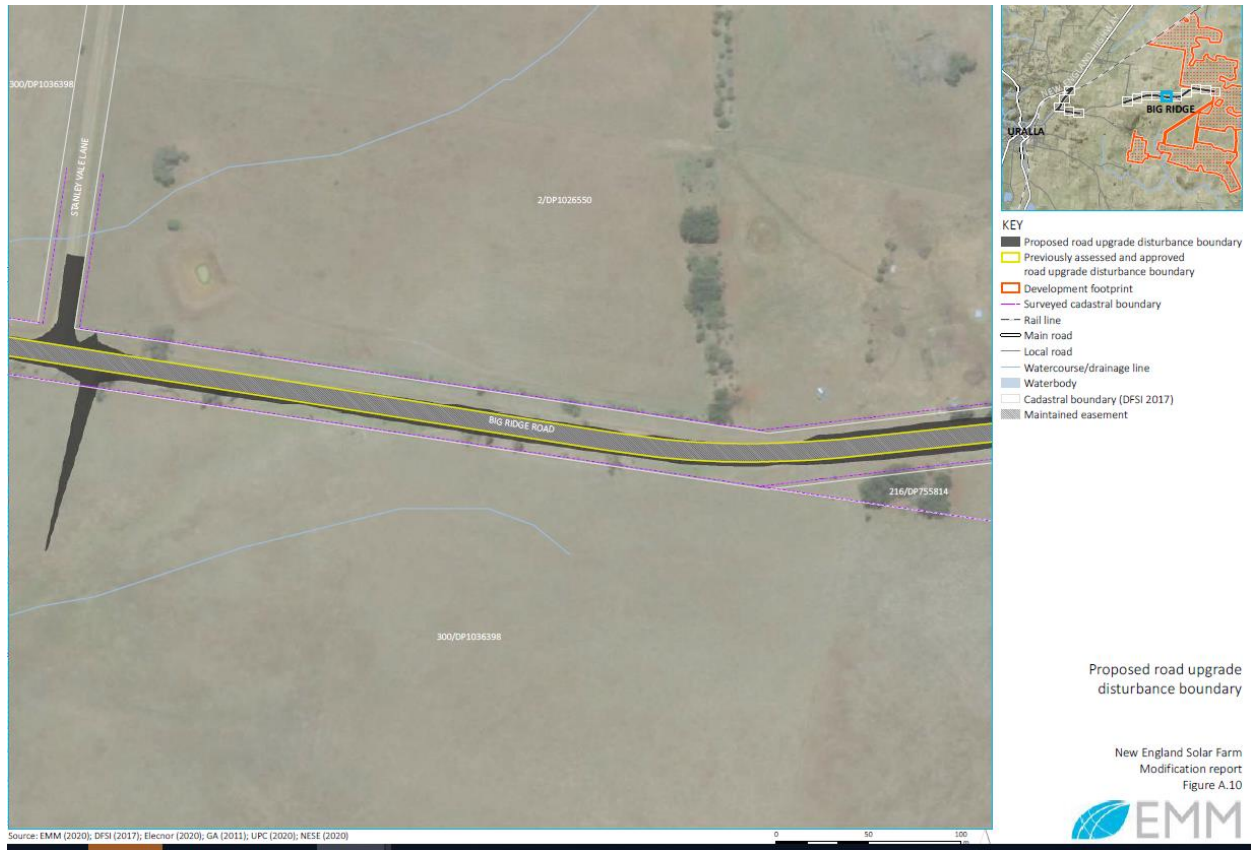 300/DP1036398
STANLEY VALE LANE
2/DP1026550
BIG RIDGE ROAD
216/DP755814
300/DP1036398
NEW ENGLAND HIGHWAY
BIG RIDGE
URALLA
KEY
Proposed road upgrade disturbance boundary
Previously assessed and approved
road upgrade disturbance boundary
Development footprint
Surveyed cadastral boundary
Rail line
Main road
Local road
Watercourse/drainage line
Waterbody
Cadastral boundary (DFSI 2017)
Maintained easement
Proposed road upgrade
disturbance boundary
New England Solar Farm
Modification report
Figure A.10
EMM
Source: EMM (2020); DFSI (2017); Elecnor (2020); GA (2011); UPC (2020); NESE (2020)
0 50 100